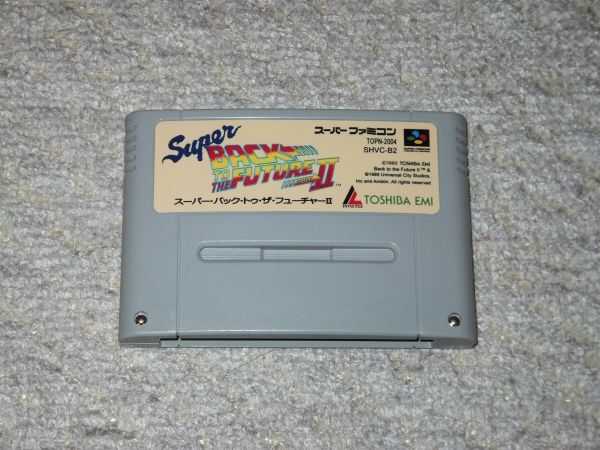 Super
BACK
TO
THE FUTURE
PART II™
スーパー・バック・トゥ・ザ・フューチャーII
スーパーファミコン
TOPN-2004
SHVC-B2
©1993 TOSHIBA EMI
Back to the Future II ™ &
©1989 Universal City Studios,
Inc and Amblin. All rights reserved.
INVICTUS
TOSHIBA EMI